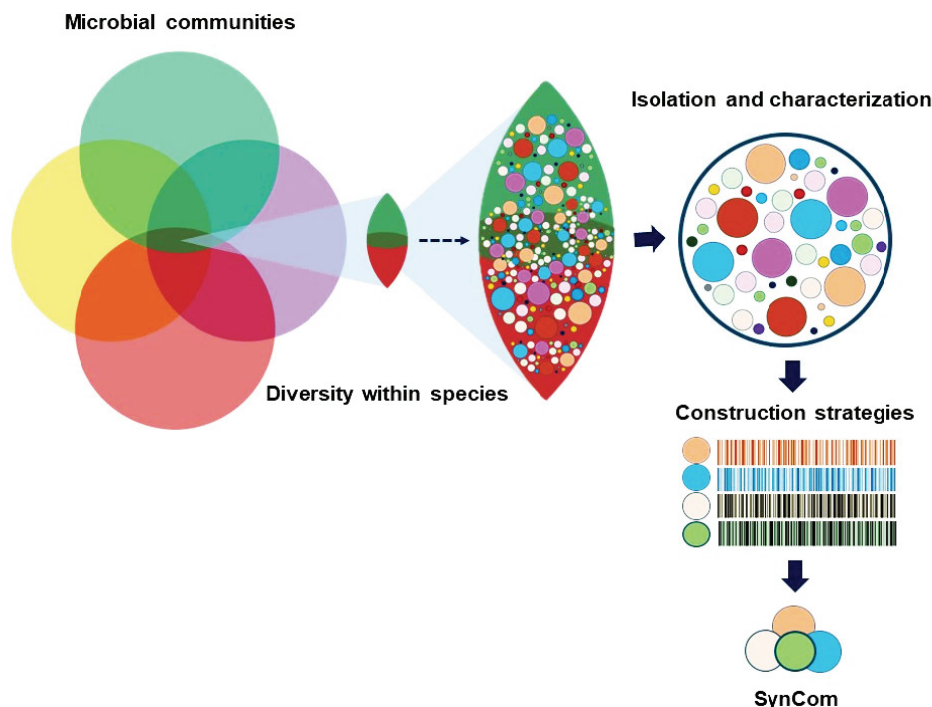 Microbial communities
Isolation and characterization
Diversity within species
Construction strategies
SynCom